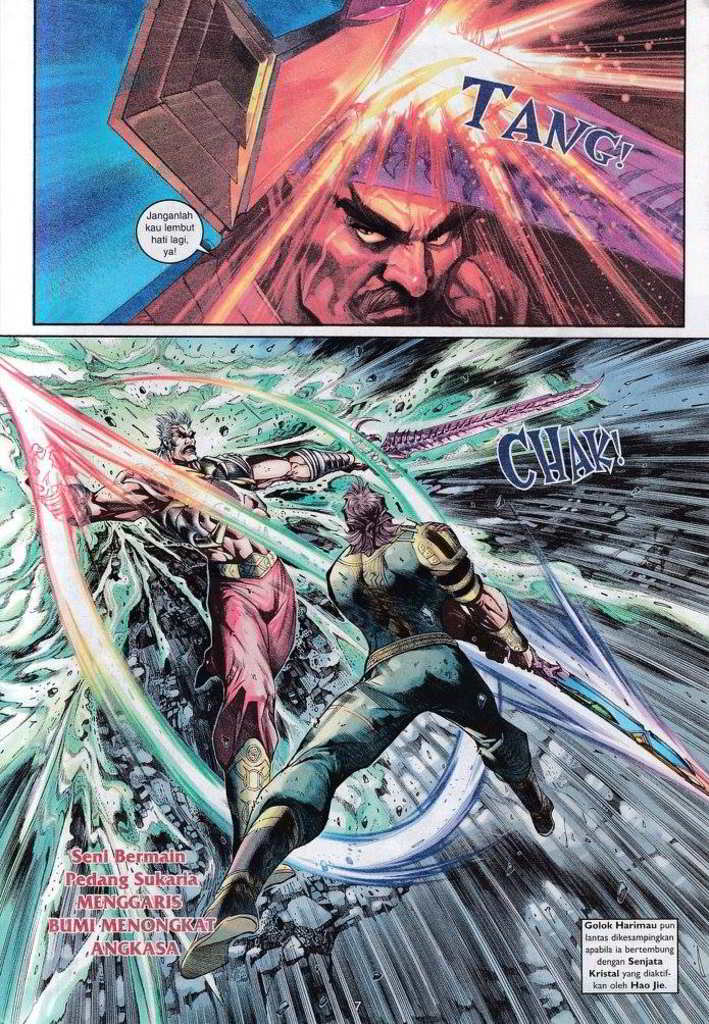 TANG!
Janganlah
kau lembut
hati lagi,
ya!
CHAK!
Seni Bermain
Pedang Sukaria
MENGGARIS
BUMI MENONGKAT
ANGKASA
Golok Harimau pun
lantas dikesampingkan
apabila ia bertembung
dengan Senjata
Kristal yang diaktif-
kan oleh Hao Jie.
7